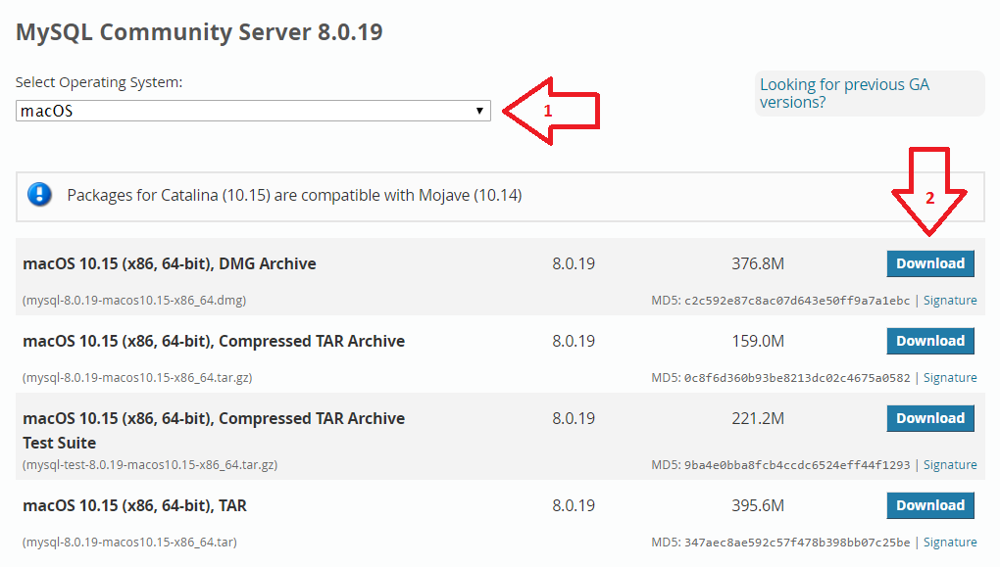 MySQL Community Server 8.0.19
Select Operating System:
macOS
1
Looking for previous GA
versions?
Packages for Catalina (10.15) are compatible with Mojave (10.14)
2
macOS 10.15 (x86, 64-bit), DMG Archive 8.0.19 376.8M Download
(mysql-8.0.19-macos10.15-x86_64.dmg) MD5: c2c592e87c8ac07d643e50ff9a7a1ebc | Signature
macOS 10.15 (x86, 64-bit), Compressed TAR Archive 8.0.19 159.0M Download
(mysql-8.0.19-macos10.15-x86_64.tar.gz) MD5: 0c8f6d360b93be8213dc02c4675a0582 | Signature
macOS 10.15 (x86, 64-bit), Compressed TAR Archive 8.0.19 221.2M Download
Test Suite
(mysql-test-8.0.19-macos10.15-x86_64.tar.gz) MD5: 9ba4e0bba8fcb4ccdc6524eff44f1293 | Signature
macOS 10.15 (x86, 64-bit), TAR 8.0.19 395.6M Download
(mysql-8.0.19-macos10.15-x86_64.tar) MD5: 347aec8ae592c57f478b398bb07c25be | Signature